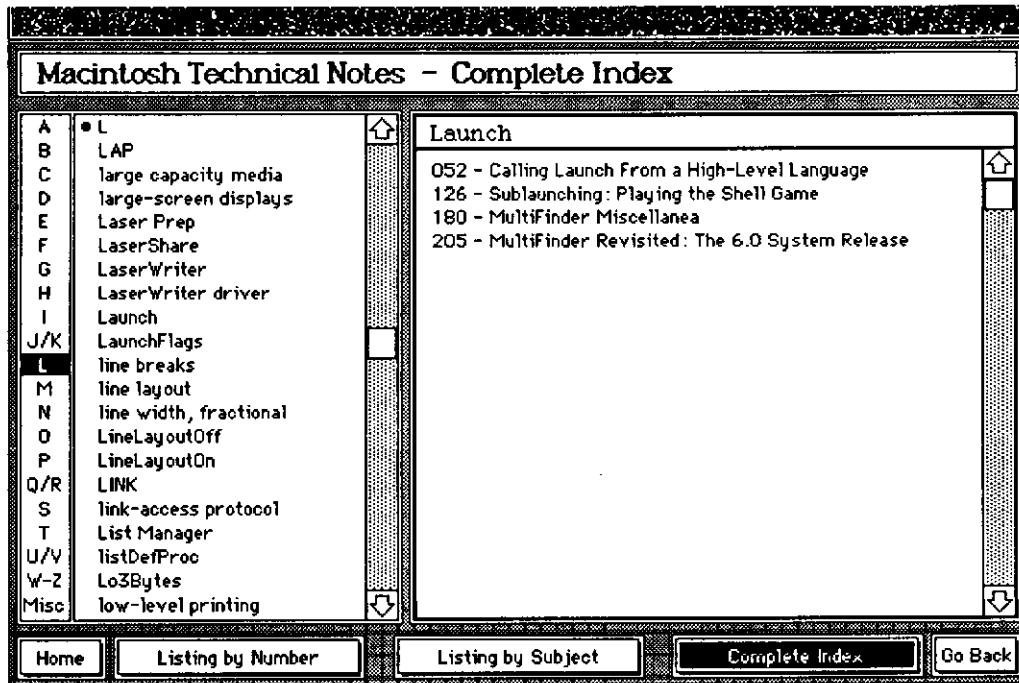 Macintosh Technical Notes - Complete Index
A
B
C
D
E
F
G
H
I
J/K
L
M
N
O
P
Q/R
S
T
U/V
W-Z
Misc
• L
LAP
large capacity media
large-screen displays
Laser Prep
LaserShare
LaserWriter
LaserWriter driver
Launch
LaunchFlags
line breaks
line layout
line width, fractional
LineLayoutOff
LineLayoutOn
LINK
link-access protocol
List Manager
listDefProc
Lo3Bytes
low-level printing
Launch
052 - Calling Launch From a High-Level Language
126 - Sublaunching: Playing the Shell Game
180 - MultiFinder Miscellanea
205 - MultiFinder Revisited: The 6.0 System Release
Home
Listing by Number
Listing by Subject
Complete Index
Go Back